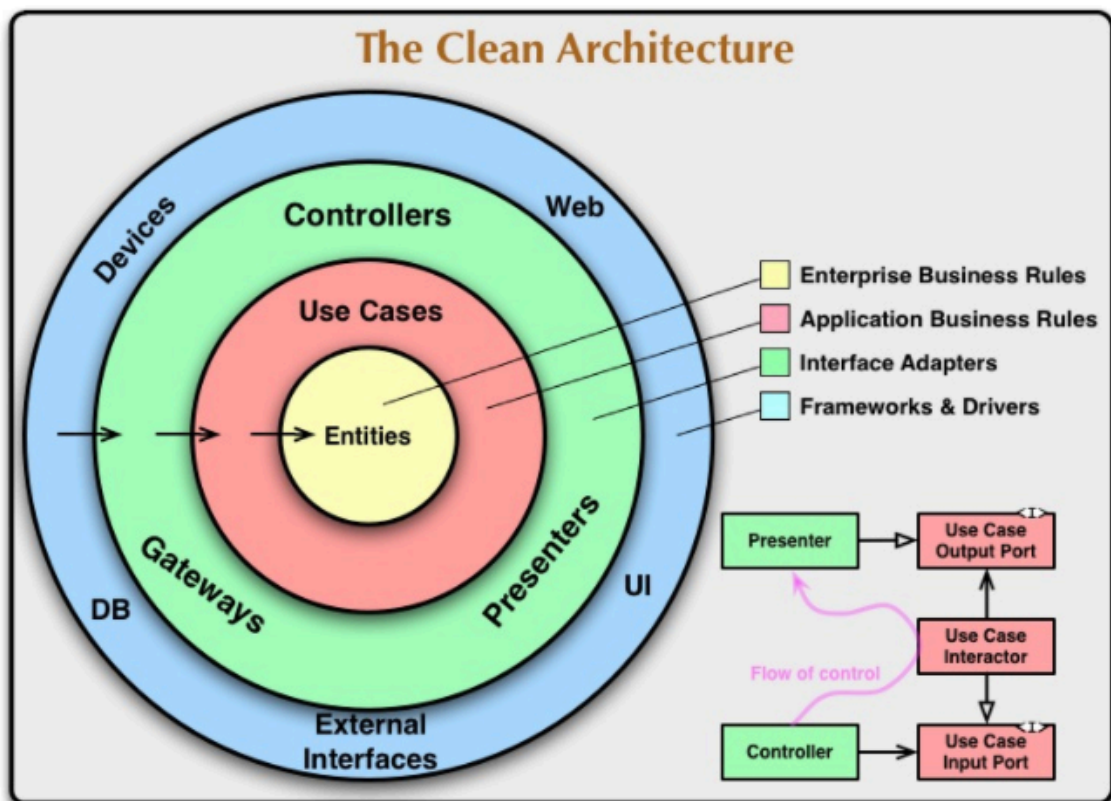 The Clean Architecture
Devices
Web
Controllers
Use Cases
Entities
Gateways
Presenters
DB
UI
External
Interfaces
Enterprise Business Rules
Application Business Rules
Interface Adapters
Frameworks & Drivers
Presenter
<I>
Use Case
Output Port
Use Case
Interactor
Flow of control
Controller
<I>
Use Case
Input Port